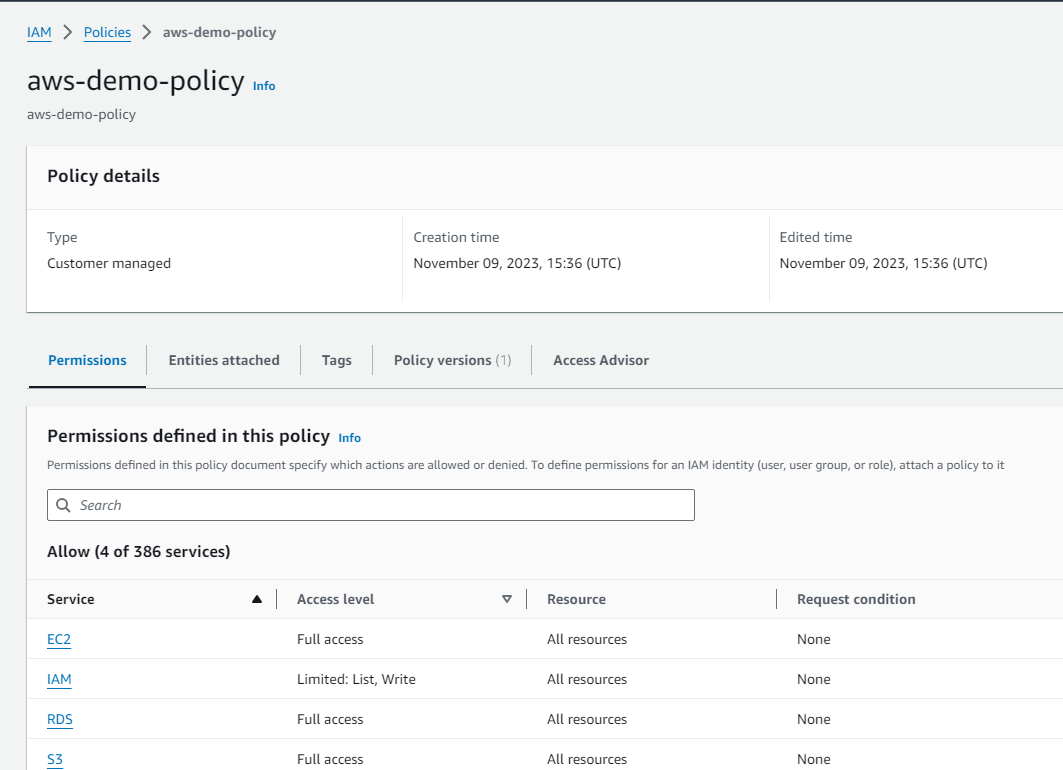 IAM > Policies > aws-demo-policy
aws-demo-policy Info
aws-demo-policy
Policy details
Type
Customer managed
Creation time
November 09, 2023, 15:36 (UTC)
Edited time
November 09, 2023, 15:36 (UTC)
Permissions Entities attached Tags Policy versions (1) Access Advisor
Permissions defined in this policy Info
Permissions defined in this policy document specify which actions are allowed or denied. To define permissions for an IAM identity (user, user group, or role), attach a policy to it
Search
Allow (4 of 386 services)
Service Access level Resource Request condition
EC2 Full access All resources None
IAM Limited: List, Write All resources None
RDS Full access All resources None
S3 Full access All resources None